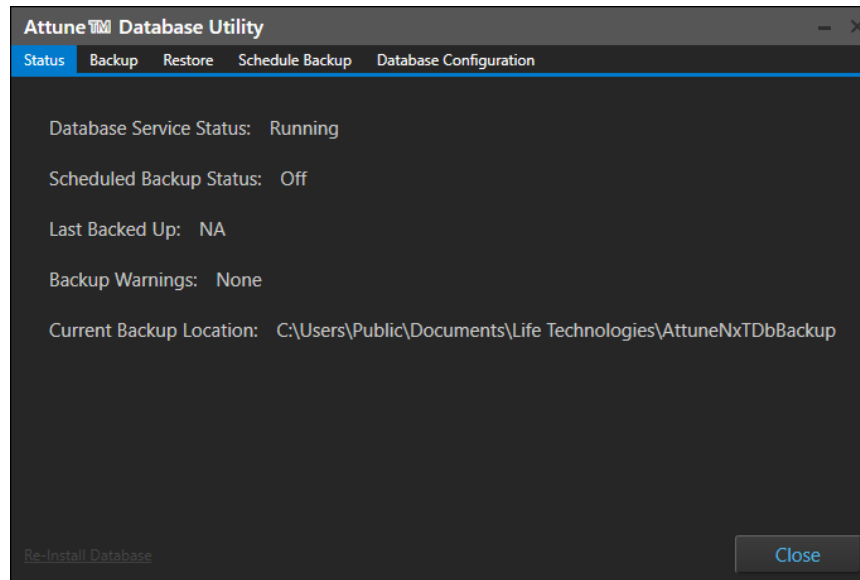 Attune™ Database Utility
Status Backup Restore Schedule Backup Database Configuration
Database Service Status: Running
Scheduled Backup Status: Off
Last Backed Up: NA
Backup Warnings: None
Current Backup Location: C:\Users\Public\Documents\Life Technologies\AttuneNxTDbBackup
Re-Install Database
Close